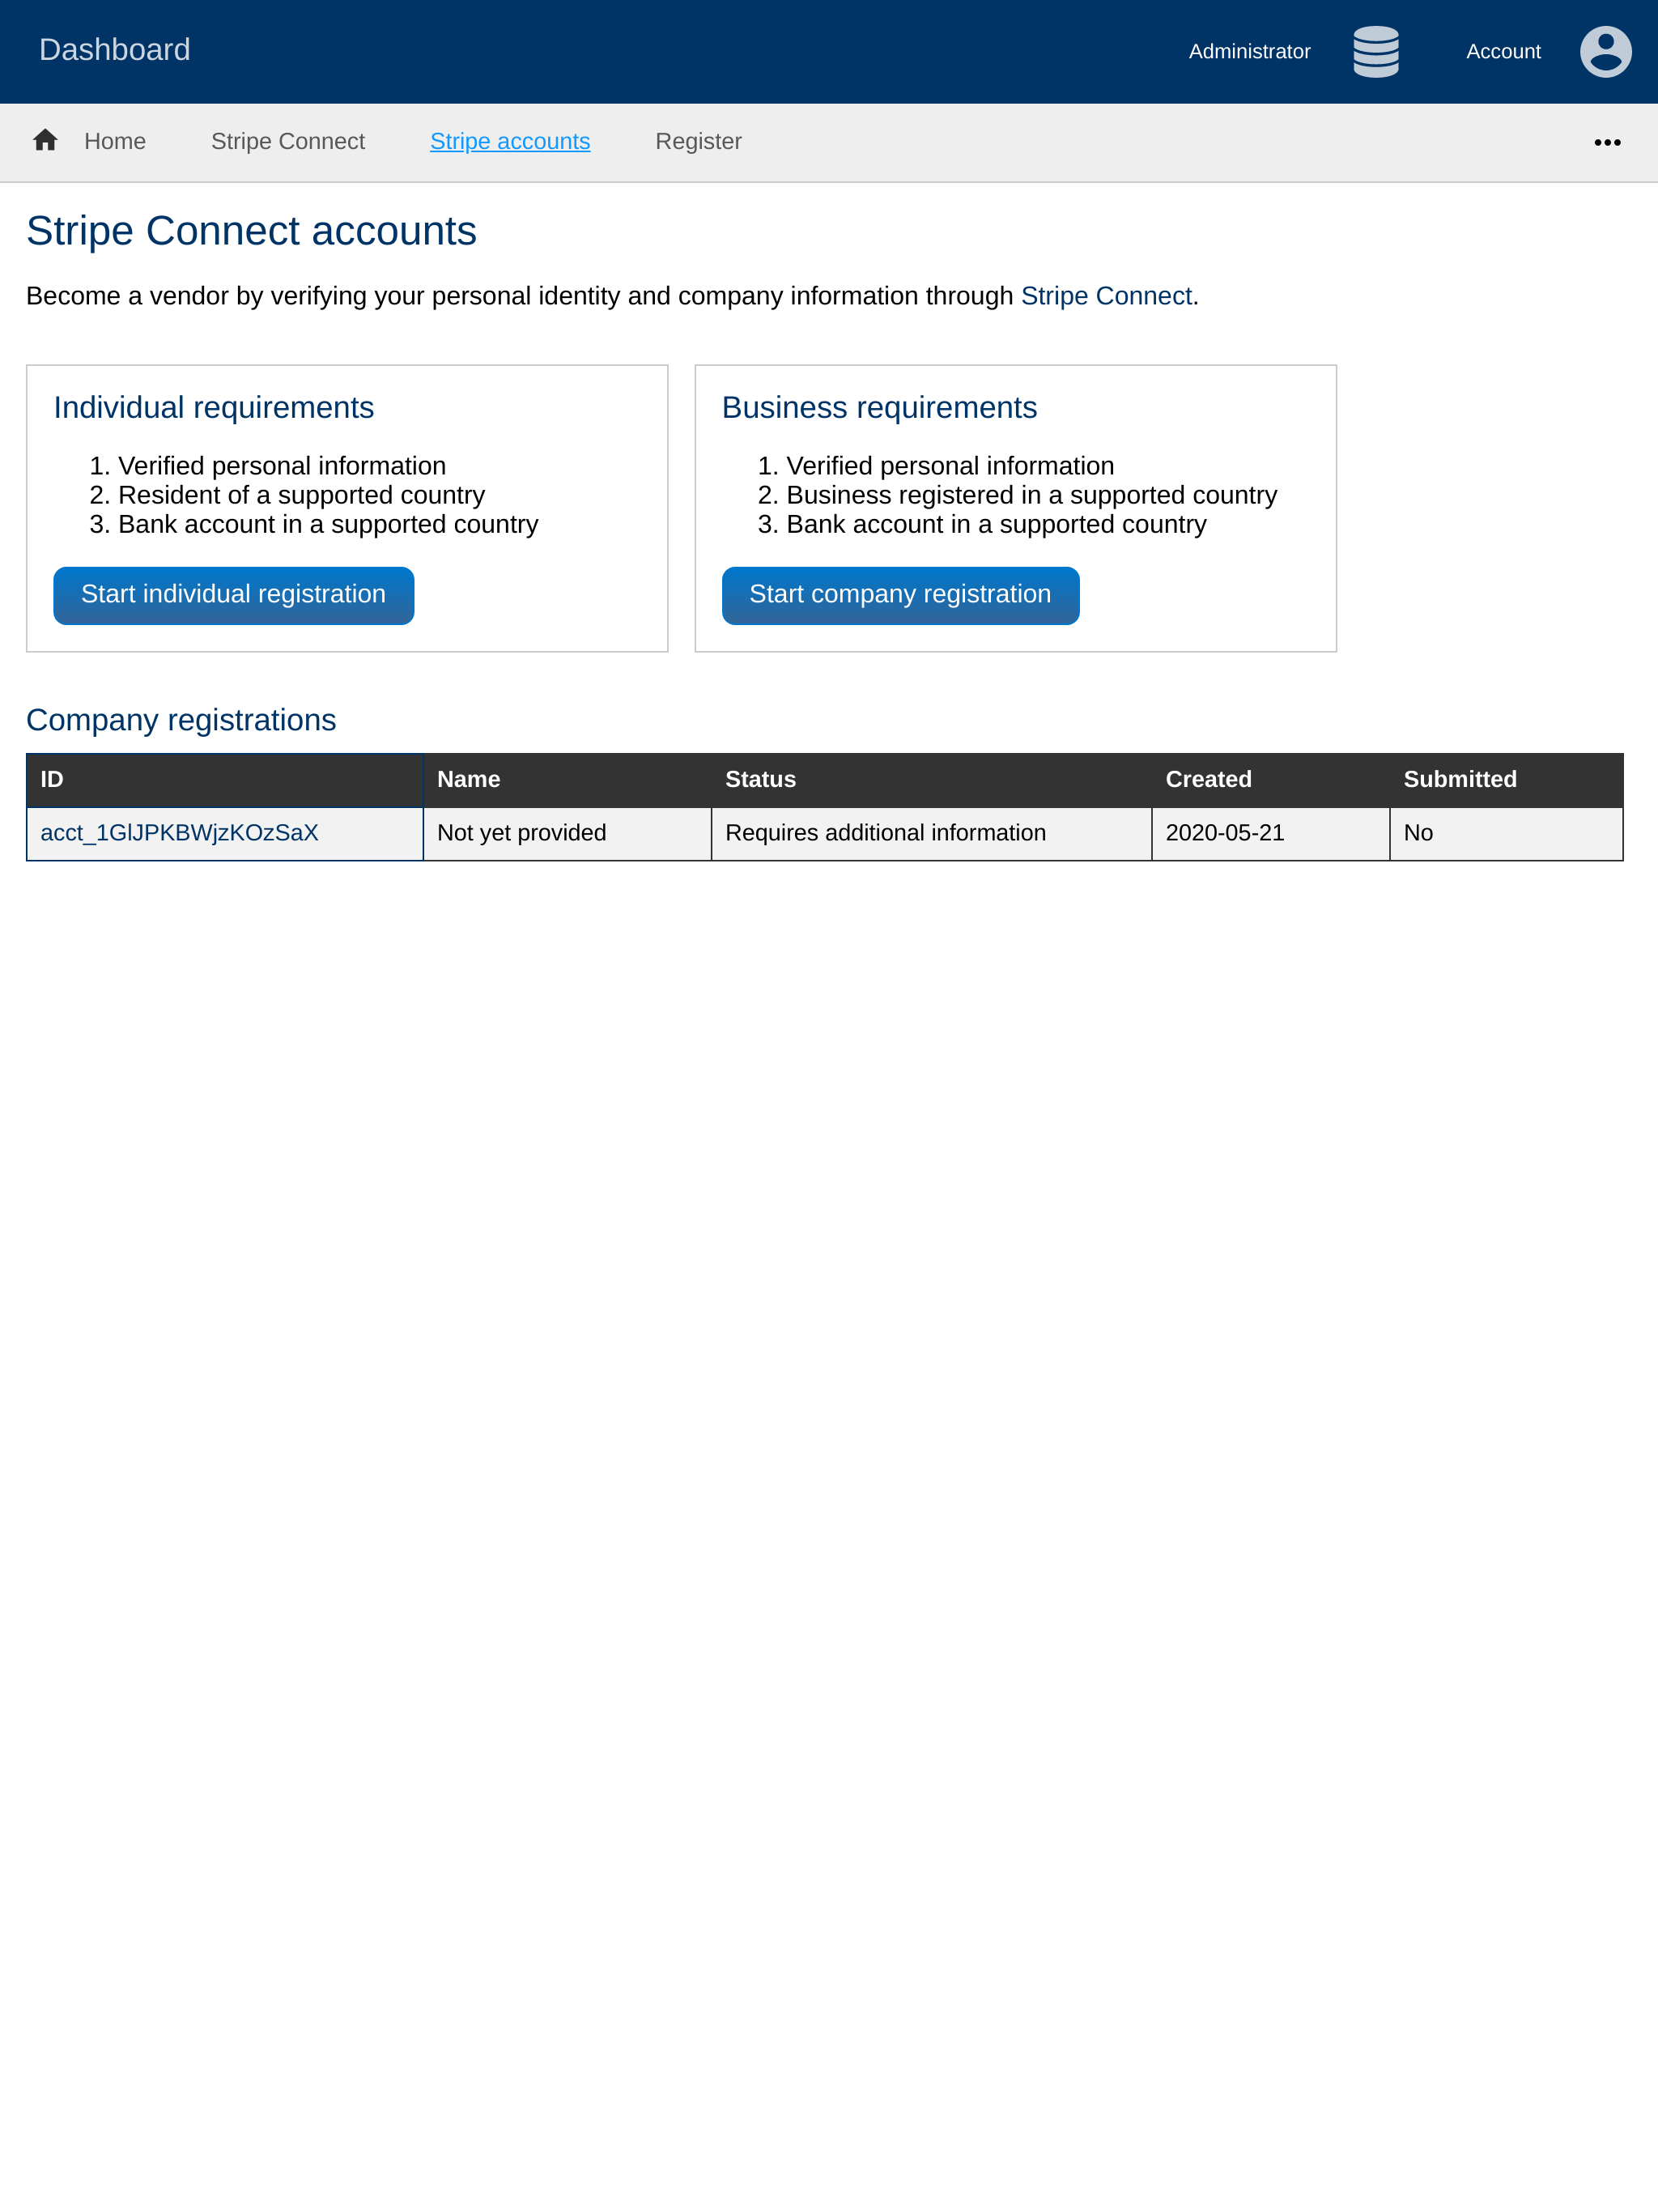 Dashboard
Administrator
Account
Home
Stripe Connect
Stripe accounts
Register
Stripe Connect accounts
Become a vendor by verifying your personal identity and company information through Stripe Connect.
Individual requirements
1. Verified personal information
2. Resident of a supported country
3. Bank account in a supported country
Start individual registration
Business requirements
1. Verified personal information
2. Business registered in a supported country
3. Bank account in a supported country
Start company registration
Company registrations
ID Name Status Created Submitted
acct_1GlJPKBWjzKOzSaX Not yet provided Requires additional information 2020-05-21 No